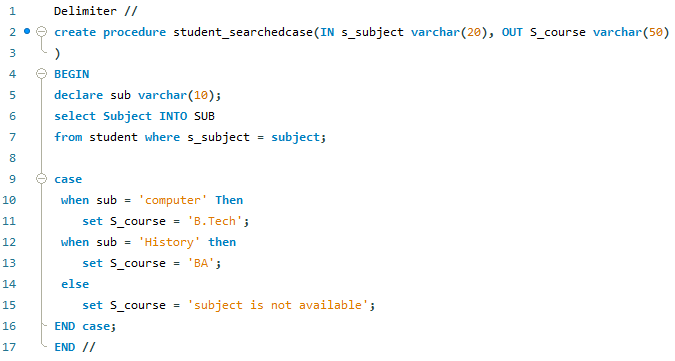 1 Delimiter //
2 create procedure student_searchedcase(IN s_subject varchar(20), OUT S_course varchar(50)
3 )
4 BEGIN
5 declare sub varchar(10);
6 select Subject INTO SUB
7 from student where s_subject = subject;
8
9 case
10 when sub = 'computer' Then
11 set S_course = 'B.Tech';
12 when sub = 'History' then
13 set S_course = 'BA';
14 else
15 set S_course = 'subject is not available';
16 END case;
17 END //